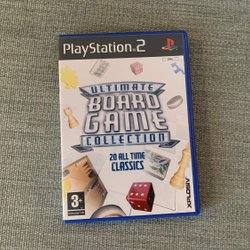 PlayStation®2
ULTIMATE
BOARD
GAME
COLLECTION
20 ALL TIME
CLASSICS
3+
XPLOSIV